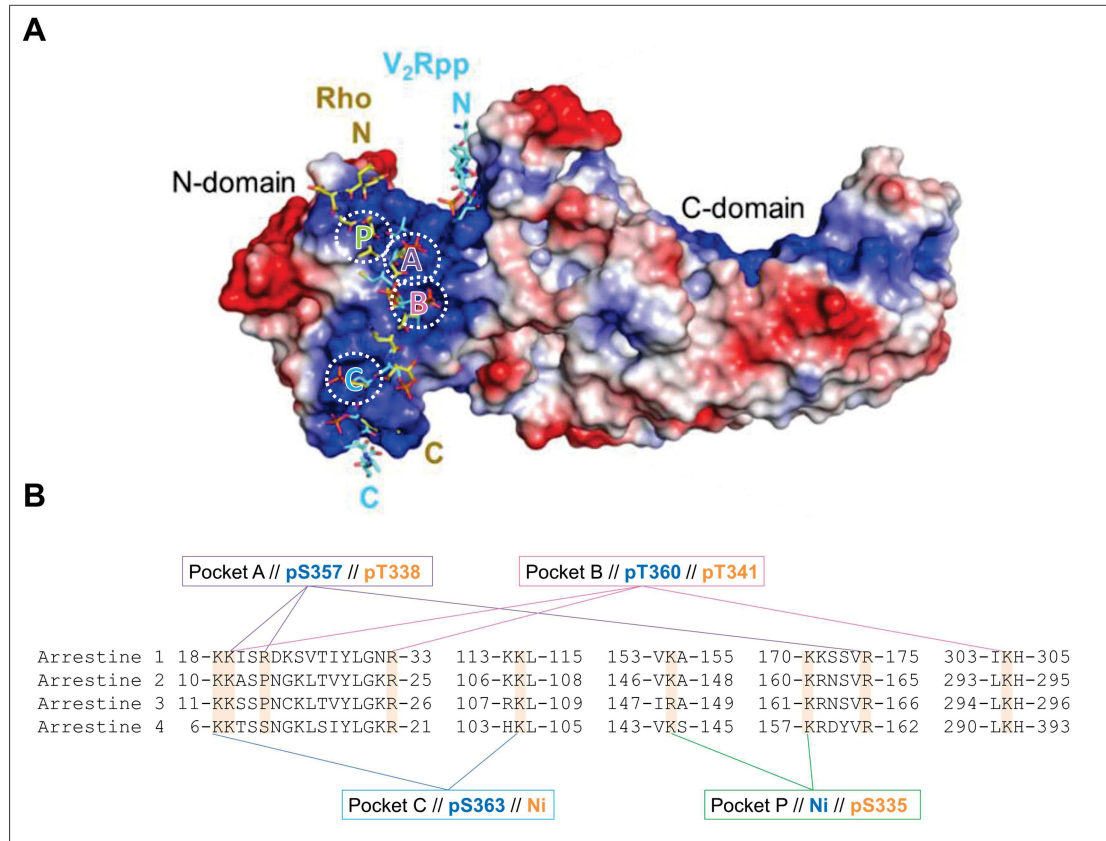 A
V₂Rpp
Rho
N
N
N-domain
C-domain
P
A
B
C
C
C
B
Pocket A // pS357 // pT338
Pocket B // pT360 // pT341
Arrestine 1 18-KKISRDKSVTIYLGNR-33 113-KKL-115 153-VKA-155 170-KKSSVR-175 303-IKH-305
Arrestine 2 10-KKASPNGKLTVYLGKR-25 106-KKL-108 146-VKA-148 160-KRNSVR-165 293-LKH-295
Arrestine 3 11-KKSSPNCKLTVYLGKR-26 107-RKL-109 147-IRA-149 161-KRNSVR-166 294-LKH-296
Arrestine 4 6-KKTSSNGKLSIYLGKR-21 103-HKL-105 143-VKS-145 157-KRDYVR-162 290-LKH-393
Pocket C // pS363 // Ni
Pocket P // Ni // pS335